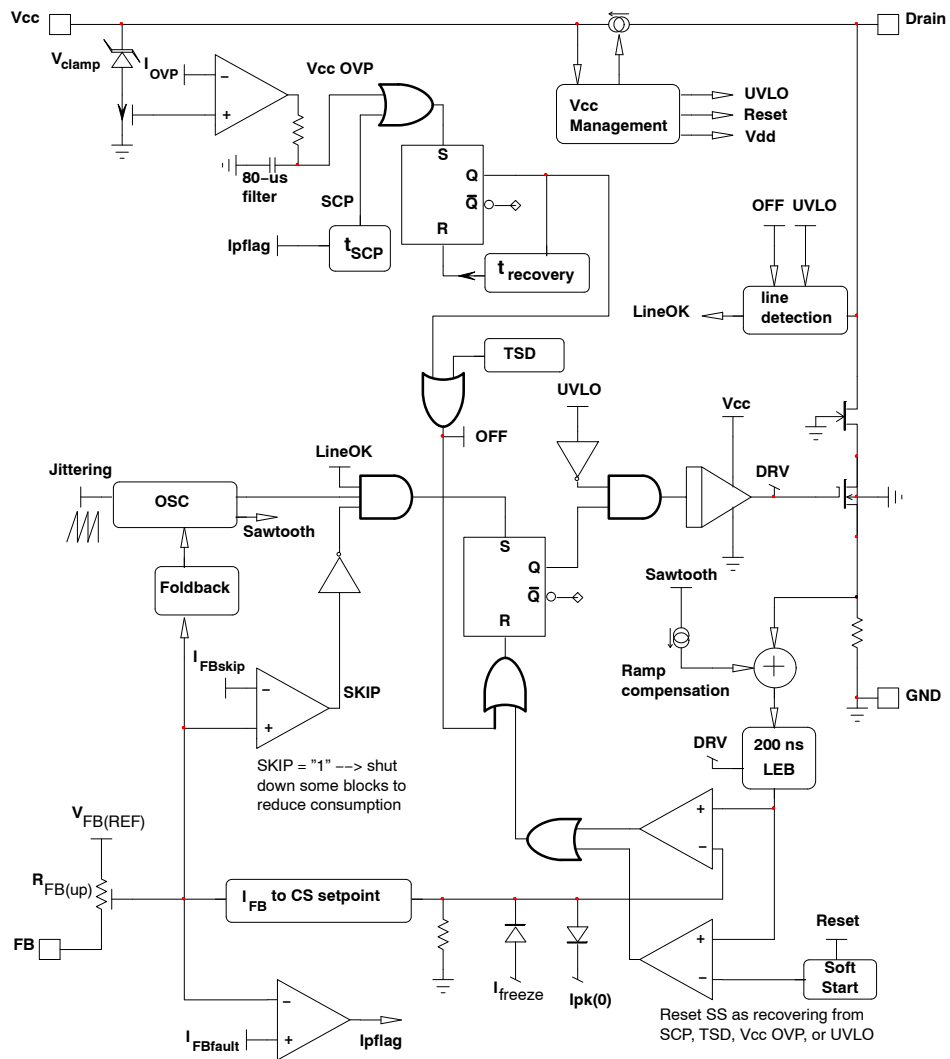 Vcc
Drain
Vclamp
IOVP
Vcc OVP
−
+
80−us
filter
SCP
Ipflag
tSCP
S
Q
Q̅
R
trecovery
Vcc
Management
UVLO
Reset
Vdd
OFF UVLO
LineOK
line
detection
TSD
OFF
UVLO
Vcc
DRV
LineOK
Jittering
OSC
Sawtooth
Foldback
IFBskip
−
+
SKIP
SKIP = ”1” −−> shut
down some blocks to
reduce consumption
S
Q
Q̅
R
Sawtooth
Ramp
compensation
+
GND
DRV
200 ns
LEB
VFB(REF)
RFB(up)
FB
IFB to CS setpoint
+
−
Ifreeze
Ipk(0)
+
−
Reset
Soft
Start
Reset SS as recovering from
SCP, TSD, Vcc OVP, or UVLO
IFBfault
−
+
Ipflag